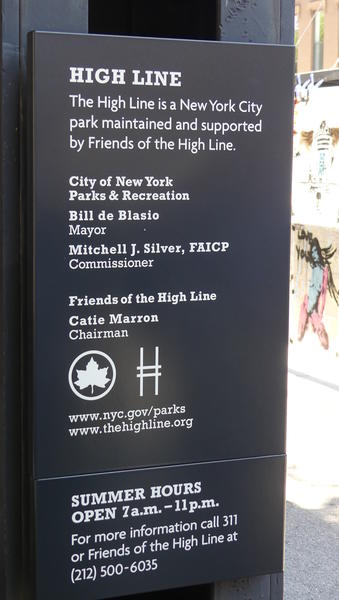 HIGH LINE
The High Line is a New York City
park maintained and supported
by Friends of the High Line.
City of New York
Parks & Recreation
Bill de Blasio
Mayor
Mitchell J. Silver, FAICP
Commissioner
Friends of the High Line
Catie Marron
Chairman
www.nyc.gov/parks
www.thehighline.org
SUMMER HOURS
OPEN 7a.m. – 11p.m.
For more information call 311
or Friends of the High Line at
(212) 500-6035